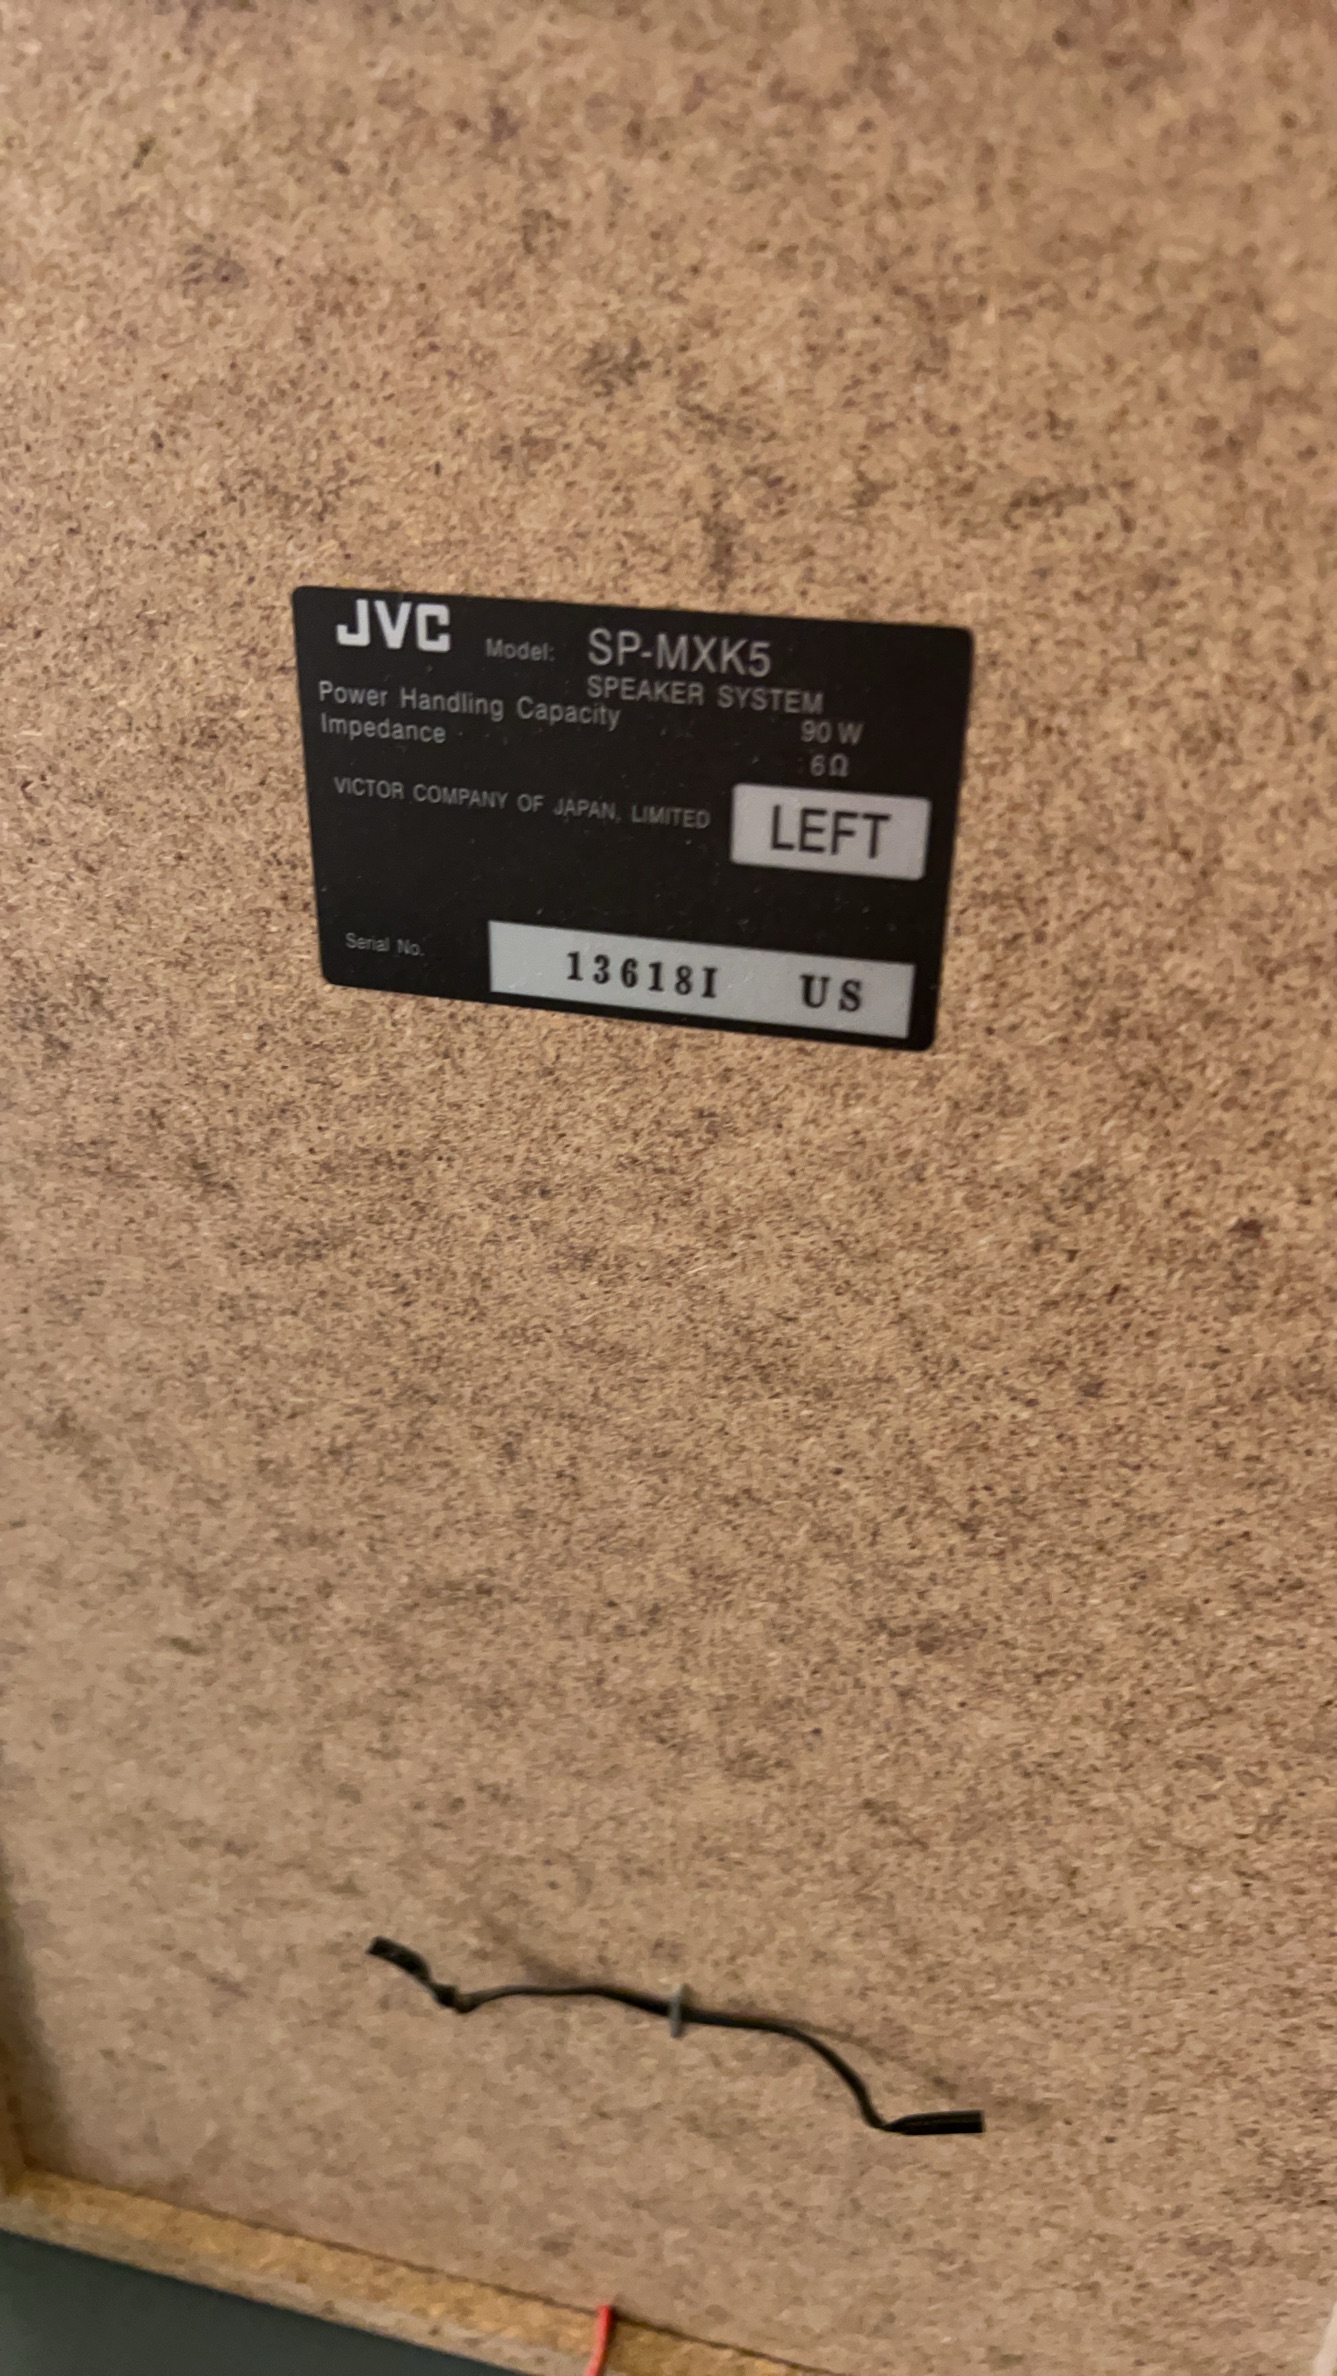 JVC Model: SP-MXK5
SPEAKER SYSTEM
Power Handling Capacity 90 W
Impedance 6Ω
VICTOR COMPANY OF JAPAN, LIMITED LEFT
Serial No. 13618I US